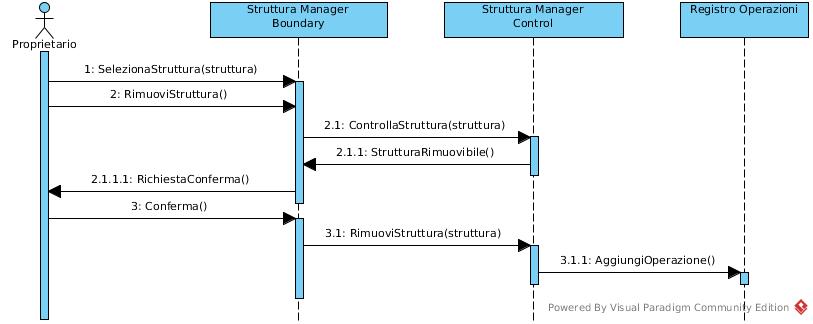 Struttura Manager
Boundary
Struttura Manager
Control
Registro Operazioni
Proprietario
1: SelezionaStruttura(struttura)
2: RimuoviStruttura()
2.1: ControllaStruttura(struttura)
2.1.1: StrutturaRimuovibile()
2.1.1.1: RichiestaConferma()
3: Conferma()
3.1: RimuoviStruttura(struttura)
3.1.1: AggiungiOperazione()
Powered By Visual Paradigm Community Edition